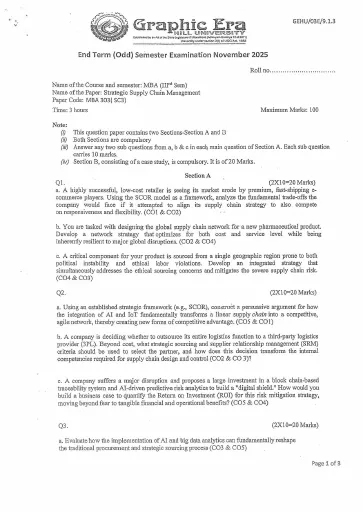 GEHU/COE/9.1.3
Graphic Era
HILL UNIVERSITY
End Term (Odd) Semester Examination November 2025
Roll no.............................
Name of the Course and semester: MBA (IIIrd Sem)
Name of the Paper: Strategic Supply Chain Management
Paper Code: MBA 303( SC3)
Time: 3 hours Maximum Marks: 100
Note:
(i) This question paper contains two Sections-Section A and B
(ii) Both Sections are compulsory
(iii) Answer any two sub questions from a, b & c in each main question of Section A. Each sub question
carries 10 marks.
(iv) Section B, consisting of a case study, is compulsory. It is of 20 Marks.
Section A
Q1. (2X10=20 Marks)
a. A highly successful, low-cost retailer is seeing its market erode by premium, fast-shipping e-
commerce players. Using the SCOR model as a framework, analyze the fundamental trade-offs the
company would face if it attempted to align its supply chain strategy to also compete
on responsiveness and flexibility. (CO1 & CO2)
b. You are tasked with designing the global supply chain network for a new pharmaceutical product.
Develop a network strategy that optimizes for both cost and service level while being
inherently resilient to major global disruptions. (CO2 & CO4)
c. A critical component for your product is sourced from a single geographic region prone to both
political instability and ethical labor violations. Develop an integrated strategy that
simultaneously addresses the ethical sourcing concerns and mitigates the severe supply chain risk.
(CO4 & CO3)
Q2. (2X10=20 Marks)
a. Using an established strategic framework (e.g., SCOR), construct a persuasive argument for how
the integration of AI and IoT fundamentally transforms a linear supply chain into a competitive,
agile network, thereby creating new forms of competitive advantage. (CO5 & CO1)
b. A company is deciding whether to outsource its entire logistics function to a third-party logistics
provider (3PL). Beyond cost, what strategic sourcing and supplier relationship management (SRM)
criteria should be used to select the partner, and how does this decision transform the internal
competencies required for supply chain design and control (CO2 & CO 3)?
c. A company suffers a major disruption and proposes a large investment in a block chain-based
traceability system and AI-driven predictive risk analytics to build a "digital shield." How would you
build a business case to quantify the Return on Investment (ROI) for this risk mitigation strategy,
moving beyond fear to tangible financial and operational benefits? (CO5 & CO4)
Q3. (2X10=20 Marks)
a. Evaluate how the implementation of AI and big data analytics can fundamentally reshape
the traditional procurement and strategic sourcing process (CO3 & CO5)
Page 1 of 3